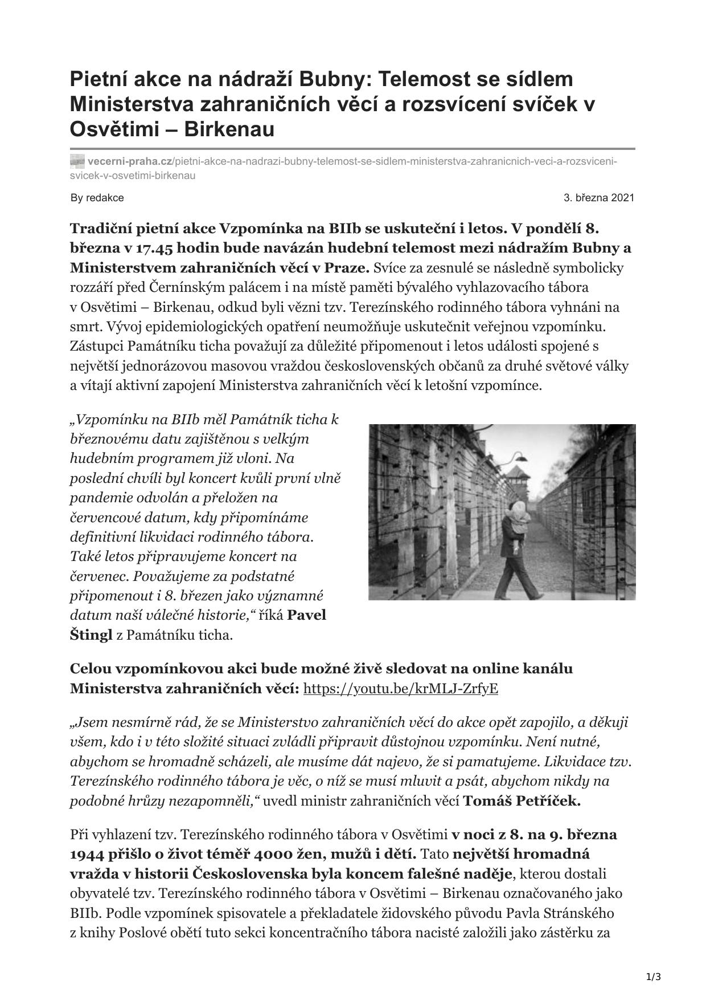 Pietní akce na nádraží Bubny: Telemost se sídlem
Ministerstva zahraničních věcí a rozsvícení svíček v
Osvětimi – Birkenau
vecerni-praha.cz/pietni-akce-na-nadrazi-bubny-telemost-se-sidlem-ministerstva-zahranicnich-veci-a-rozsviceni-
svicek-v-osvetimi-birkenau
By redakce 3. března 2021
Tradiční pietní akce Vzpomínka na BIIb se uskuteční i letos. V pondělí 8.
března v 17.45 hodin bude navázán hudební telemost mezi nádražím Bubny a
Ministerstvem zahraničních věcí v Praze. Svíce za zesnulé se následně symbolicky
rozzáří před Černínským palácem i na místě paměti bývalého vyhlazovacího tábora
v Osvětimi – Birkenau, odkud byli vězni tzv. Terezínského rodinného tábora vyhnáni na
smrt. Vývoj epidemiologických opatření neumožňuje uskutečnit veřejnou vzpomínku.
Zástupci Památníku ticha považují za důležité připomenout i letos události spojené s
největší jednorázovou masovou vraždou československých občanů za druhé světové války
a vítají aktivní zapojení Ministerstva zahraničních věcí k letošní vzpomínce.
„Vzpomínku na BIIb měl Památník ticha k
březnovému datu zajištěnou s velkým
hudebním programem již vloni. Na
poslední chvíli byl koncert kvůli první vlně
pandemie odvolán a přeložen na
červencové datum, kdy připomínáme
definitivní likvidaci rodinného tábora.
Také letos připravujeme koncert na
červenec. Považujeme za podstatné
připomenout i 8. březen jako významné
datum naší válečné historie,“ říká Pavel
Štingl z Památníku ticha.
Celou vzpomínkovou akci bude možné živě sledovat na online kanálu
Ministerstva zahraničních věcí: https://youtu.be/krMLJ-ZrfyE
„Jsem nesmírně rád, že se Ministerstvo zahraničních věcí do akce opět zapojilo, a děkuji
všem, kdo i v této složité situaci zvládli připravit důstojnou vzpomínku. Není nutné,
abychom se hromadně scházeli, ale musíme dát najevo, že si pamatujeme. Likvidace tzv.
Terezínského rodinného tábora je věc, o níž se musí mluvit a psát, abychom nikdy na
podobné hrůzy nezapomněli,“ uvedl ministr zahraničních věcí Tomáš Petříček.
Při vyhlazení tzv. Terezínského rodinného tábora v Osvětimi v noci z 8. na 9. března
1944 přišlo o život téměř 4000 žen, mužů i dětí. Tato největší hromadná
vražda v historii Československa byla koncem falešné naděje, kterou dostali
obyvatelé tzv. Terezínského rodinného tábora v Osvětimi – Birkenau označovaného jako
BIIb. Podle vzpomínek spisovatele a překladatele židovského původu Pavla Stránského
z knihy Poslové obětí tuto sekci koncentračního tábora nacisté založili jako zástěrku za
1/3